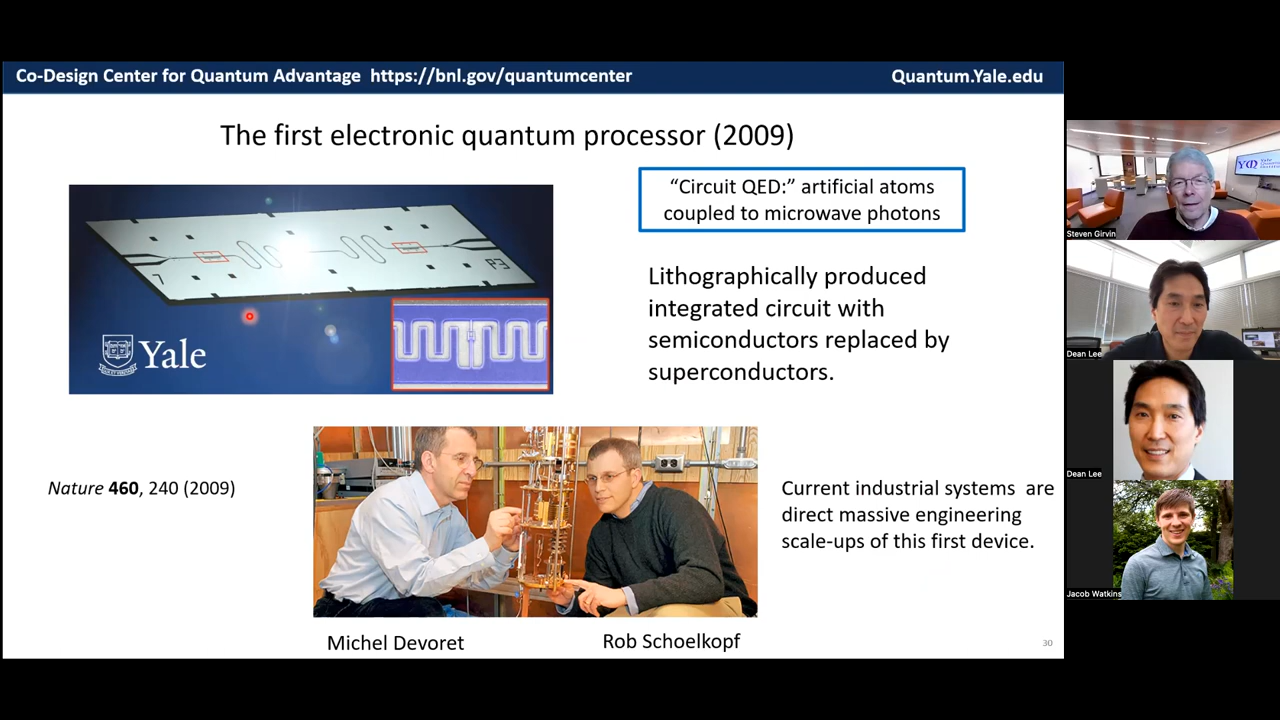 Co-Design Center for Quantum Advantage https://bnl.gov/quantumcenter
Quantum.Yale.edu
The first electronic quantum processor (2009)
“Circuit QED:” artificial atoms
coupled to microwave photons
Lithographically produced
integrated circuit with
semiconductors replaced by
superconductors.
7
P3
Yale
Nature 460, 240 (2009)
Current industrial systems are
direct massive engineering
scale-ups of this first device.
Michel Devoret
Rob Schoelkopf
30
Steven Girvin
Dean Lee
Dean Lee
Jacob Watkins